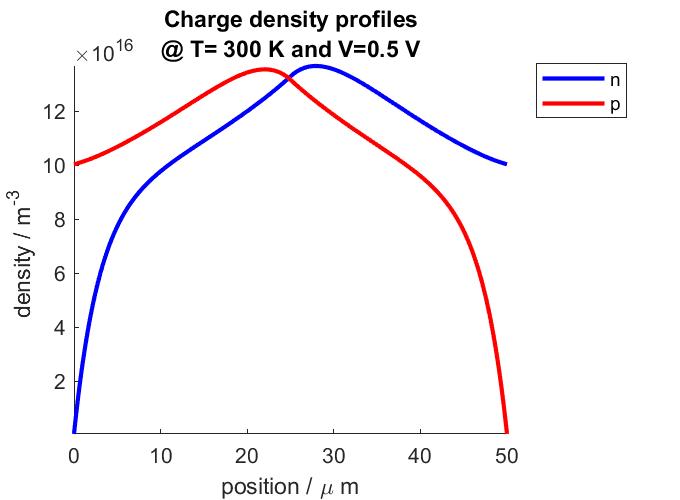 Charge density profiles
@ T= 300 K and V=0.5 V
×10^16
n
p
12
10
8
6
4
2
density / m^-3
0 10 20 30 40 50
position / μ m